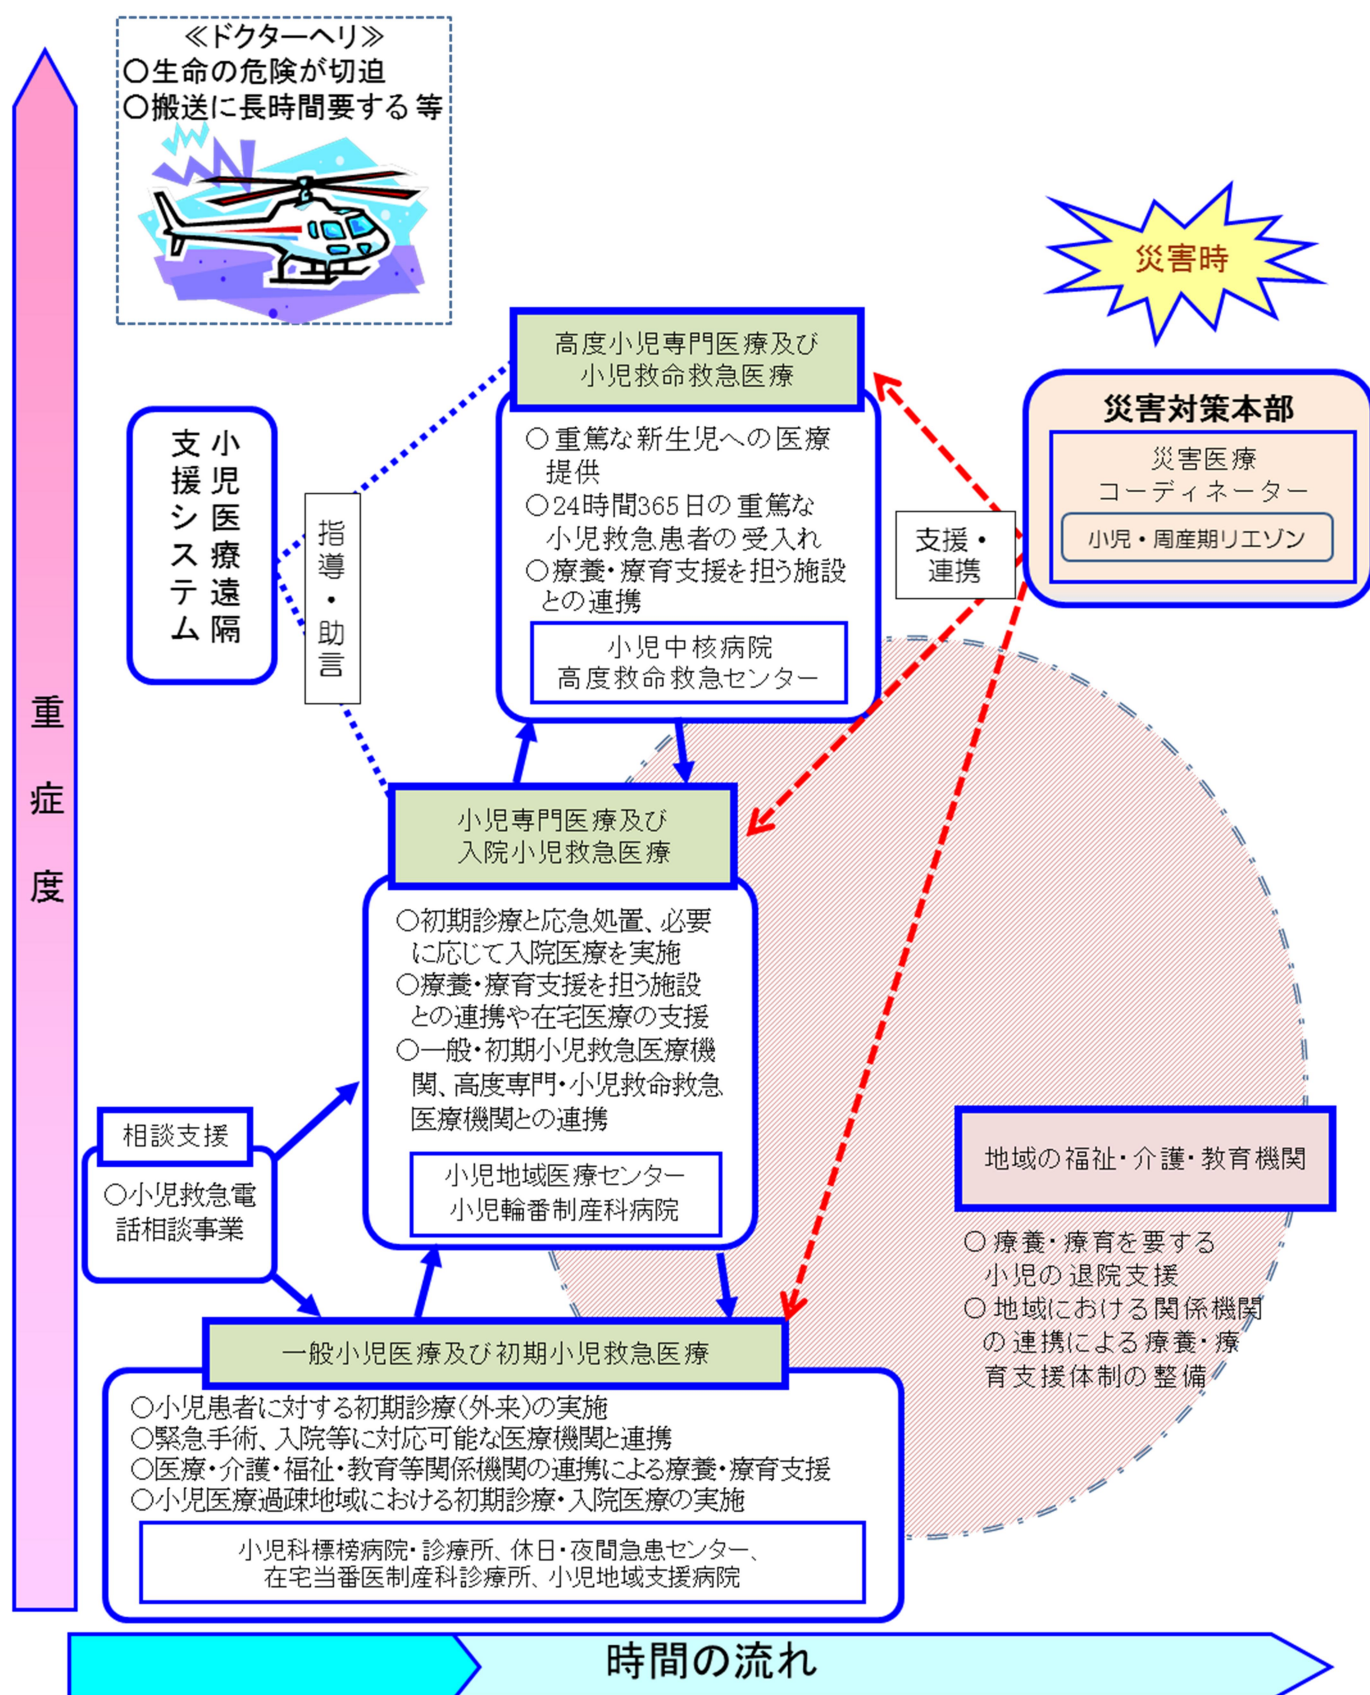 ≪ドクターヘリ≫
○生命の危険が切迫
○搬送に長時間要する等
災害時
高度小児専門医療及び
小児救命救急医療
○重篤な新生児への医療
提供
○24時間365日の重篤な
小児救急患者の受入れ
○療養・療育支援を担う施設
との連携
小児中核病院
高度救命救急センター
災害対策本部
災害医療
コーディネーター
小児・周産期リエゾン
支援・
連携
小児医療遠隔
支援システム
指導・助言
重症度
小児専門医療及び
入院小児救急医療
○初期診療と応急処置、必要
に応じて入院医療を実施
○療養・療育支援を担う施設
との連携や在宅医療の支援
○一般・初期小児救急医療機
関、高度専門・小児救命救急
医療機関との連携
小児地域医療センター
小児輪番制産科病院
相談支援
○小児救急電
話相談事業
地域の福祉・介護・教育機関
○療養・療育を要する
小児の退院支援
○地域における関係機関
の連携による療養・療
育支援体制の整備
一般小児医療及び初期小児救急医療
○小児患者に対する初期診療(外来)の実施
○緊急手術、入院等に対応可能な医療機関と連携
○医療・介護・福祉・教育等関係機関の連携による療養・療育支援
○小児医療過疎地域における初期診療・入院医療の実施
小児科標榜病院・診療所、休日・夜間急患センター、
在宅当番医制産科診療所、小児地域支援病院
時間の流れ